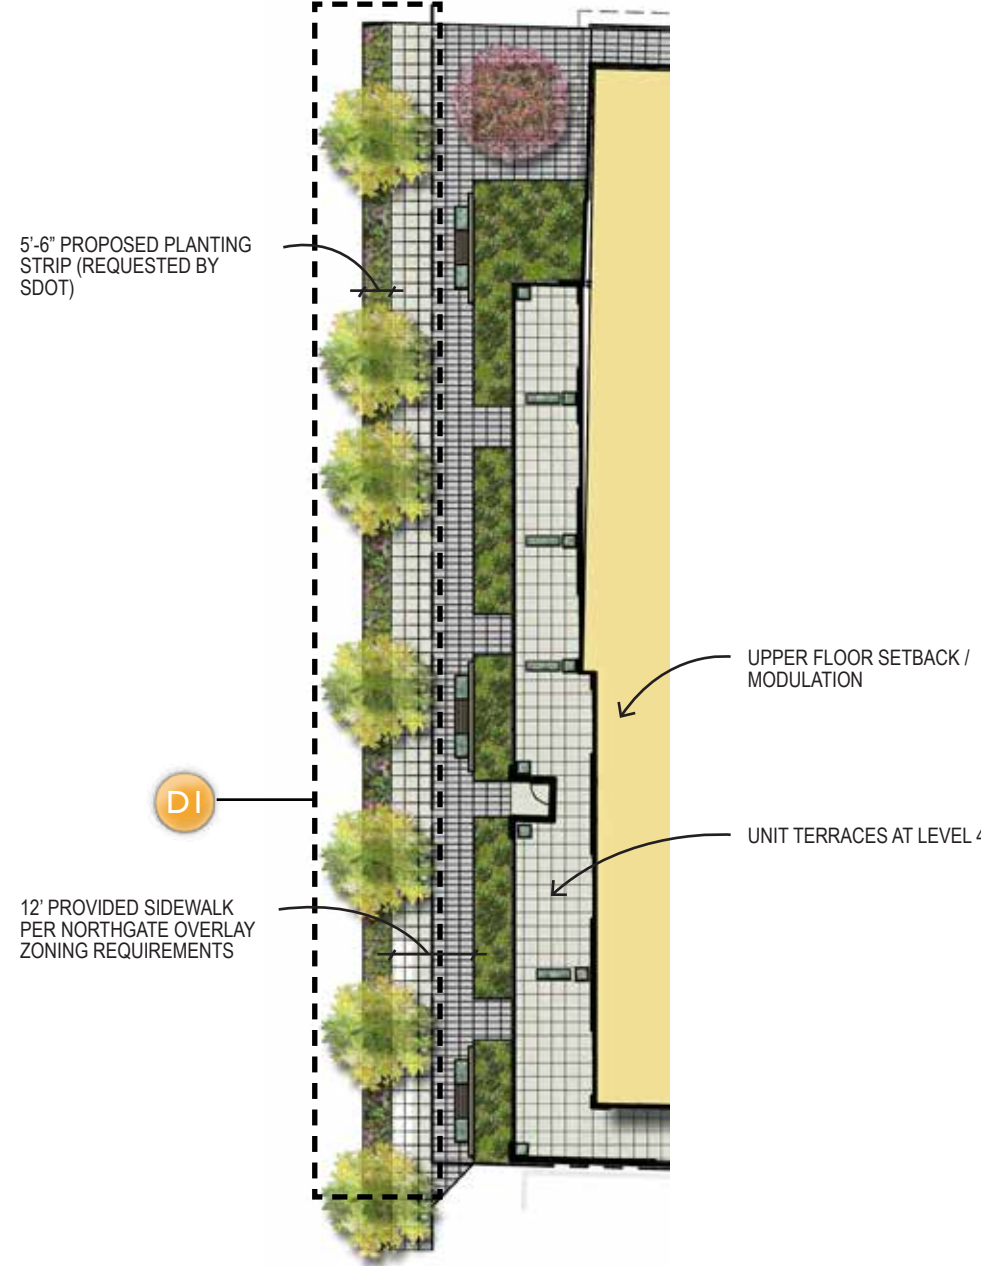 5'-6” PROPOSED PLANTING
STRIP (REQUESTED BY
SDOT)
UPPER FLOOR SETBACK /
MODULATION
D1
UNIT TERRACES AT LEVEL 4
12' PROVIDED SIDEWALK
PER NORTHGATE OVERLAY
ZONING REQUIREMENTS